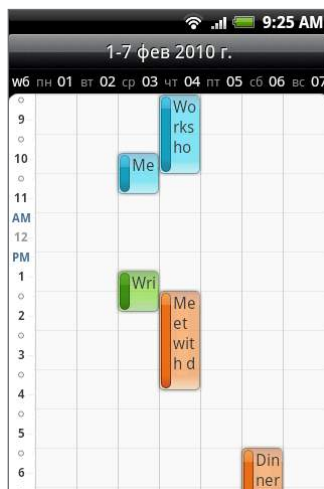 9:25 AM
1-7 фев 2010 г.
w6 пн 01 вт 02 ср 03 чт 04 пт 05 сб 06 вс 07
9
10
11
AM
12
PM
1
2
3
4
5
6
Wo
rks
ho
Me
Wri
Me
et
wit
h d
Din
ner